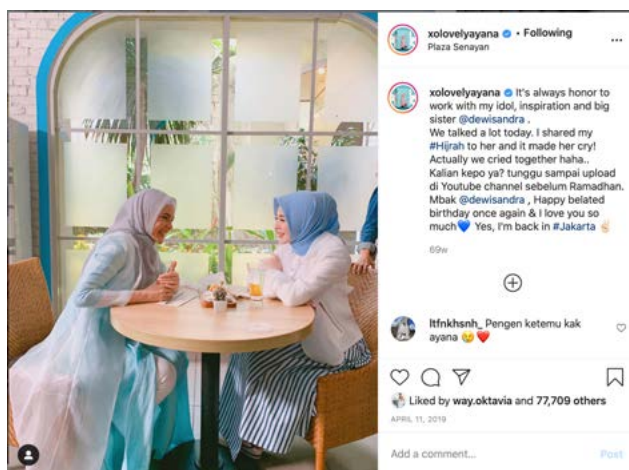 xolovelyayana • Following
Plaza Senayan
xolovelyayana It's always honor to
work with my idol, inspiration and big
sister @dewisandra .
We talked a lot today. I shared my
#Hijrah to her and it made her cry!
Actually we cried together haha..
Kalian kepo ya? tunggu sampai upload
di Youtube channel sebelum Ramadhan.
Mbak @dewisandra , Happy belated
birthday once again & I love you so
much💙 Yes, I'm back in #Jakarta ✌🏻
69w
ltfnkhsnh_ Pengen ketemu kak
ayana 😢❤️
Liked by way.oktavia and 77,709 others
APRIL 11, 2019
Add a comment...
Post